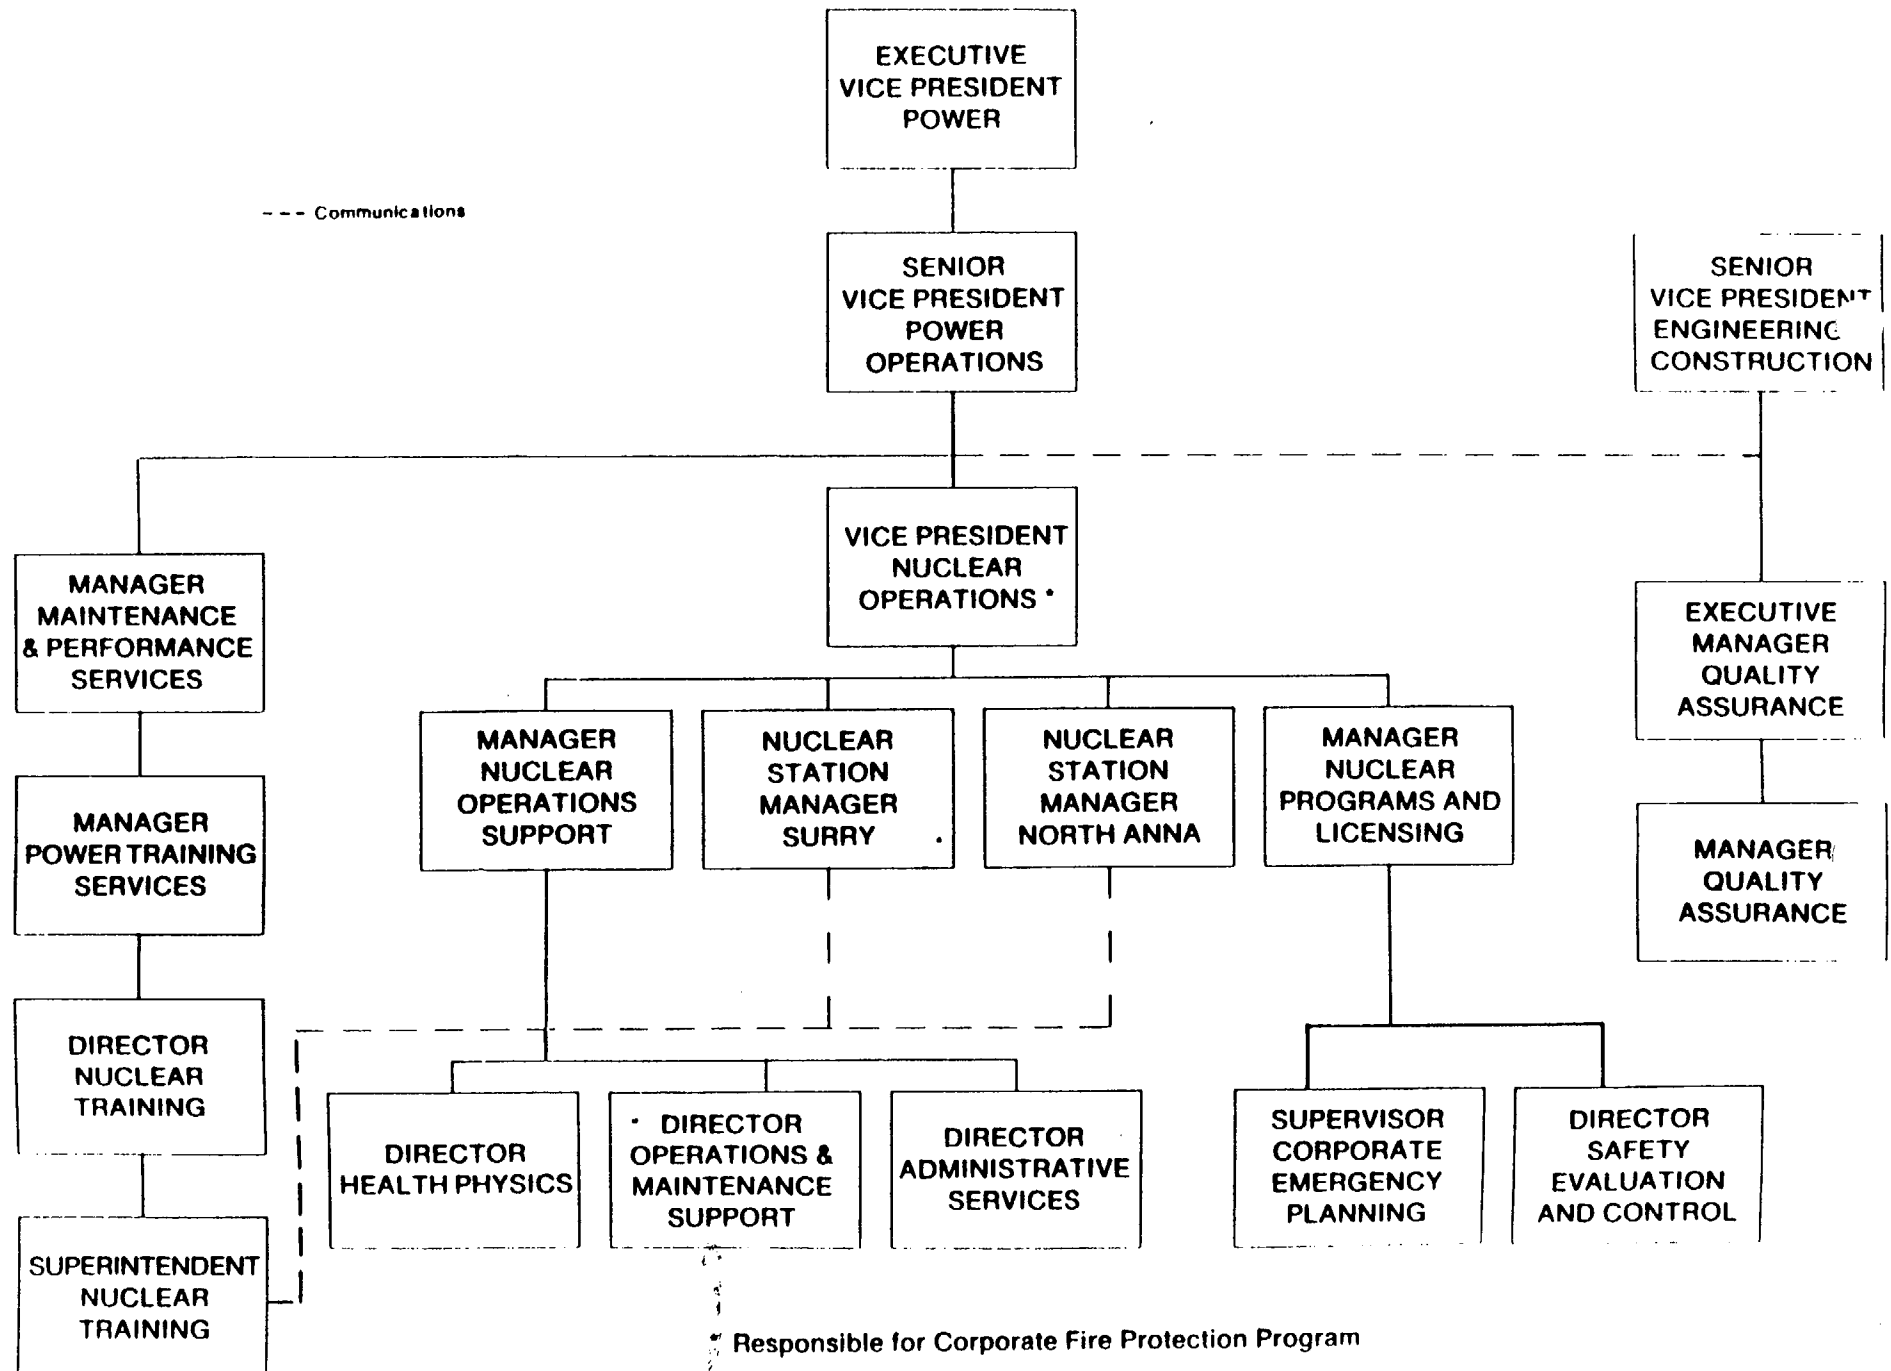 EXECUTIVE
VICE PRESIDENT
POWER
--- Communications
SENIOR
VICE PRESIDENT
POWER
OPERATIONS
SENIOR
VICE PRESIDENT
ENGINEERING
CONSTRUCTION
VICE PRESIDENT
NUCLEAR
OPERATIONS *
MANAGER
MAINTENANCE
& PERFORMANCE
SERVICES
EXECUTIVE
MANAGER
QUALITY
ASSURANCE
MANAGER
NUCLEAR
OPERATIONS
SUPPORT
NUCLEAR
STATION
MANAGER
SURRY
NUCLEAR
STATION
MANAGER
NORTH ANNA
MANAGER
NUCLEAR
PROGRAMS AND
LICENSING
MANAGER
POWER TRAINING
SERVICES
MANAGER
QUALITY
ASSURANCE
DIRECTOR
NUCLEAR
TRAINING
DIRECTOR
HEALTH PHYSICS
DIRECTOR
OPERATIONS &
MAINTENANCE
SUPPORT
DIRECTOR
ADMINISTRATIVE
SERVICES
SUPERVISOR
CORPORATE
EMERGENCY
PLANNING
DIRECTOR
SAFETY
EVALUATION
AND CONTROL
SUPERINTENDENT
NUCLEAR
TRAINING
* Responsible for Corporate Fire Protection Program